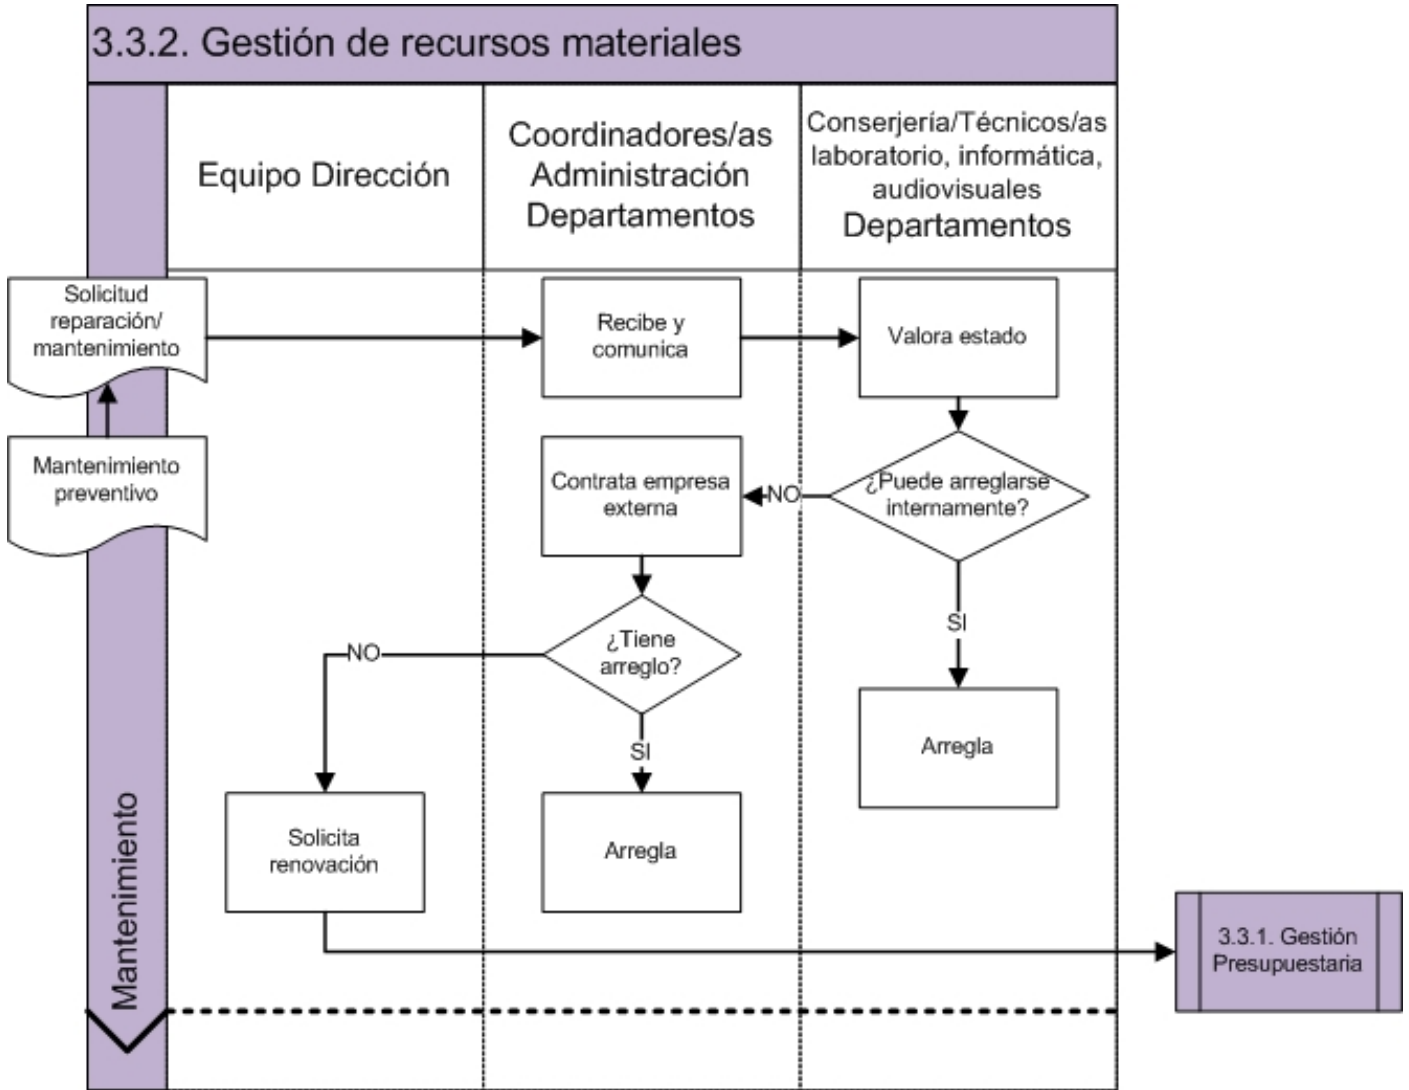 3.3.2. Gestión de recursos materiales
Equipo Dirección
Coordinadores/as
Administración
Departamentos
Conserjería/Técnicos/as
laboratorio, informática,
audiovisuales
Departamentos
Solicitud
reparación/
mantenimiento
Recibe y
comunica
Valora estado
Mantenimiento
preventivo
Contrata empresa
externa
NO
¿Puede arreglarse
internamente?
SI
NO
¿Tiene
arreglo?
SI
Arregla
Solicita
renovación
Arregla
Mantenimiento
3.3.1. Gestión
Presupuestaria